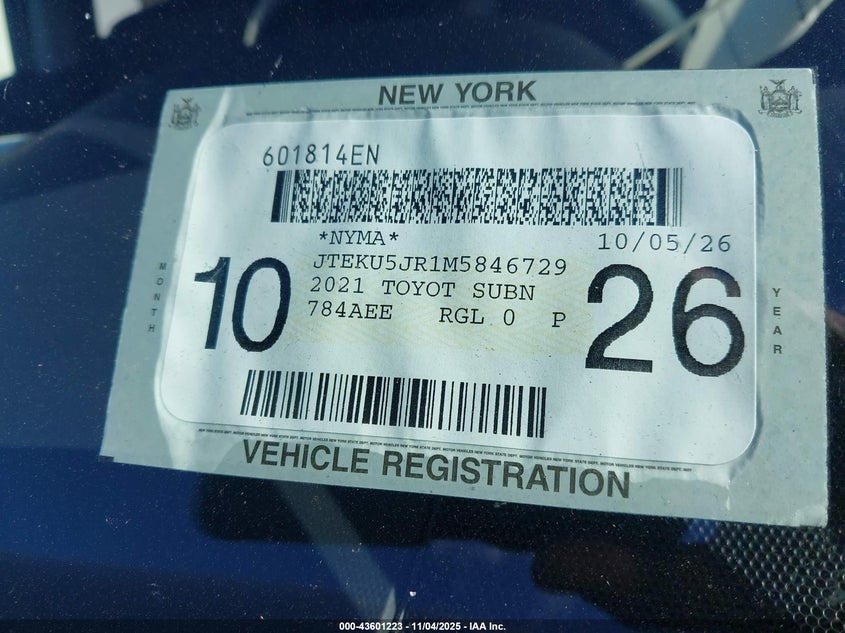 NEW YORK
601814EN
*NYMA* 10/05/26
JTEKU5JR1M5846729
2021 TOYOT SUBN
784AEE RGL 0 P
MONTH
10
26
YEAR
VEHICLE REGISTRATION
000-43601223 - 11/04/2025 - IAA Inc.